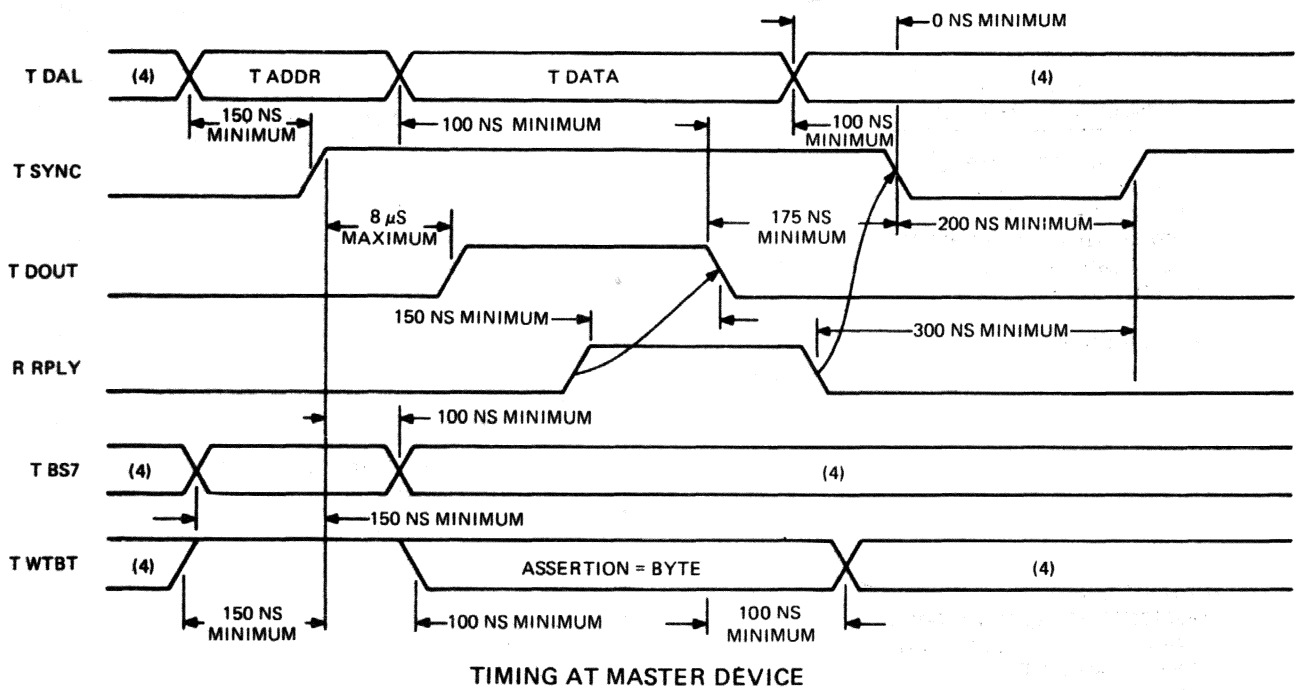 0 NS MINIMUM
T DAL
(4)
T ADDR
T DATA
(4)
150 NS
MINIMUM
100 NS MINIMUM
100 NS
MINIMUM
T SYNC
8 µS
MAXIMUM
175 NS
MINIMUM
200 NS MINIMUM
T DOUT
150 NS MINIMUM
300 NS MINIMUM
R RPLY
100 NS MINIMUM
T BS7
(4)
(4)
150 NS MINIMUM
T WTBT
(4)
ASSERTION = BYTE
(4)
150 NS
MINIMUM
100 NS MINIMUM
100 NS
MINIMUM
TIMING AT MASTER DEVICE